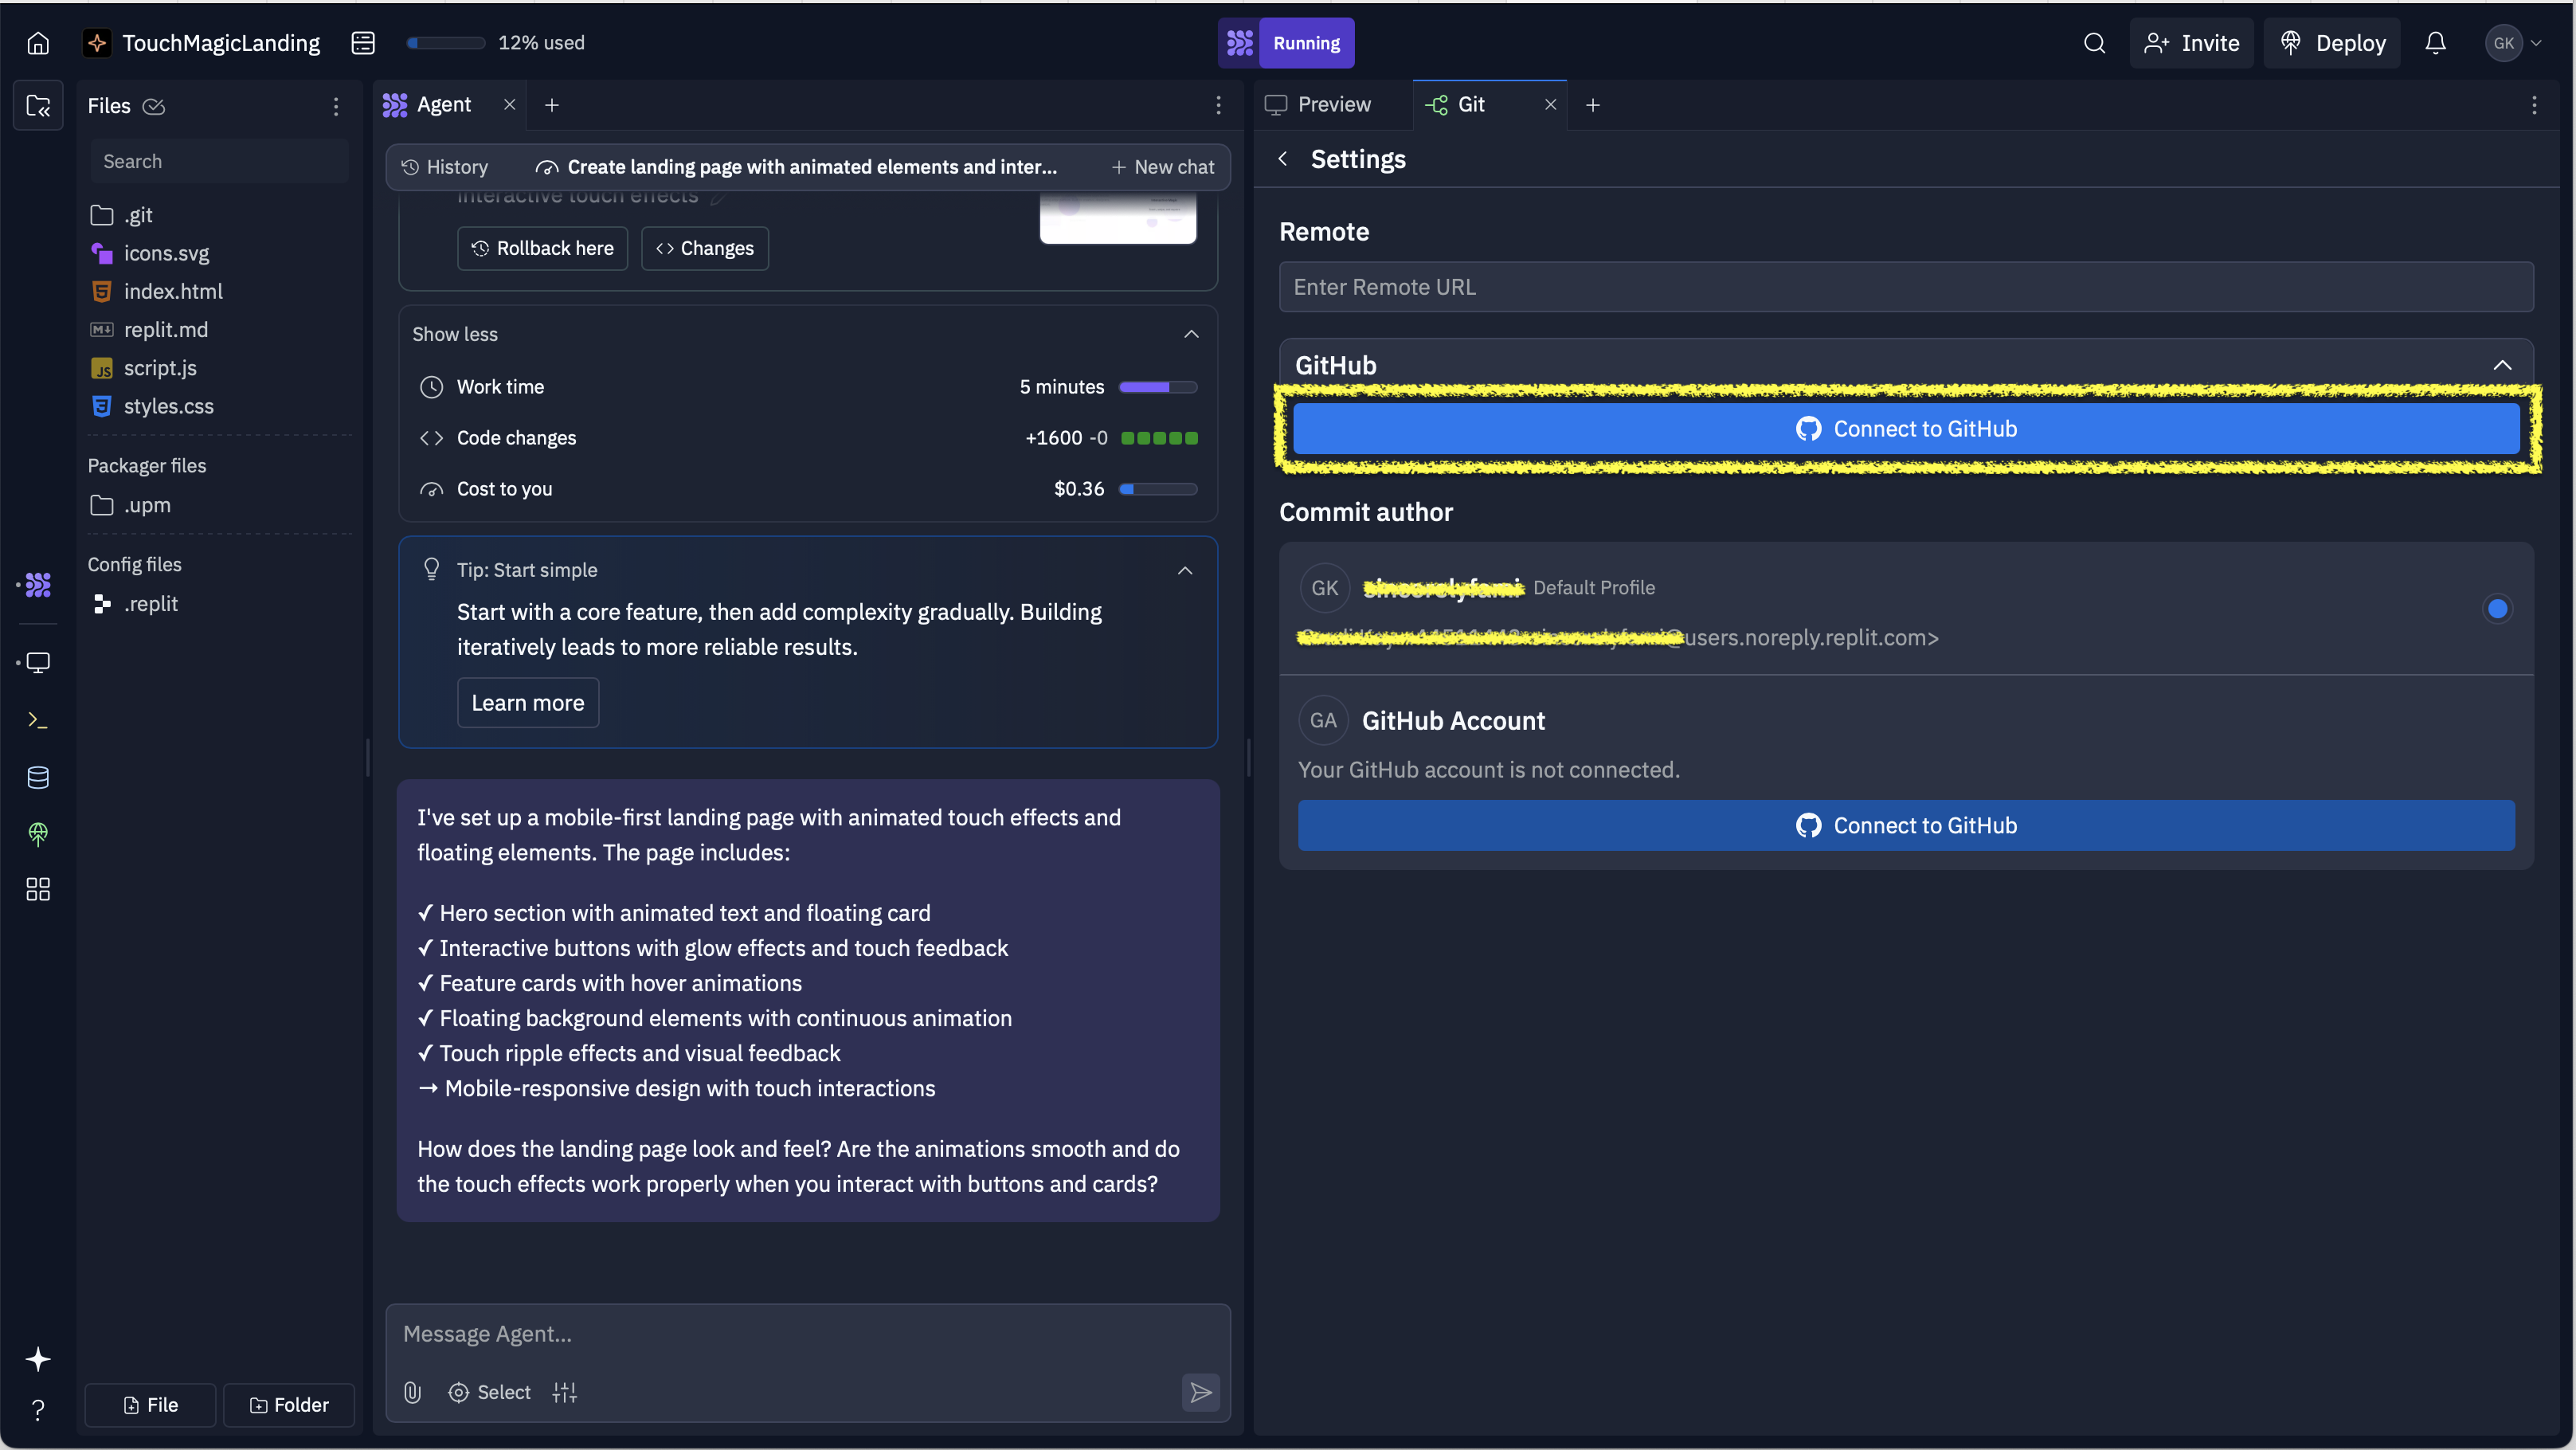 TouchMagicLanding
12% used
Running
Invite
Deploy
GK
Files
Search
.git
icons.svg
index.html
replit.md
script.js
styles.css
Packager files
.upm
Config files
.replit
File
Folder
Agent
History
Create landing page with animated elements and inter...
New chat
interactive touch effects
Rollback here
Changes
Show less
Work time
5 minutes
Code changes
+1600 -0
Cost to you
$0.36
Tip: Start simple
Start with a core feature, then add complexity gradually. Building
iteratively leads to more reliable results.
Learn more
I've set up a mobile-first landing page with animated touch effects and
floating elements. The page includes:
✓ Hero section with animated text and floating card
✓ Interactive buttons with glow effects and touch feedback
✓ Feature cards with hover animations
✓ Floating background elements with continuous animation
✓ Touch ripple effects and visual feedback
→ Mobile-responsive design with touch interactions
How does the landing page look and feel? Are the animations smooth and do
the touch effects work properly when you interact with buttons and cards?
Message Agent...
Select
Preview
Git
Settings
Remote
Enter Remote URL
GitHub
Connect to GitHub
Commit author
GK
Default Profile
@users.noreply.replit.com>
GA
GitHub Account
Your GitHub account is not connected.
Connect to GitHub